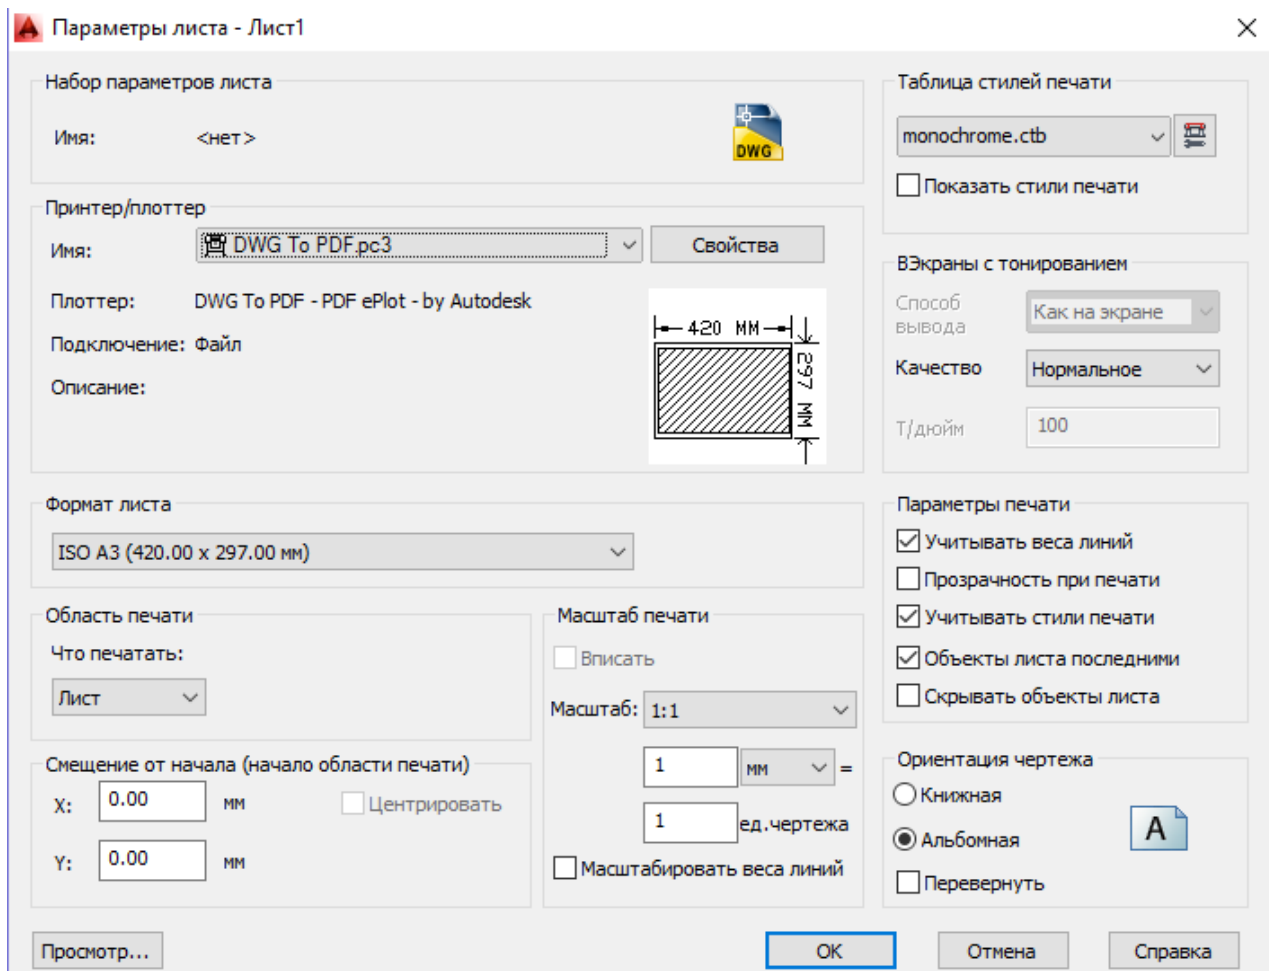 Параметры листа - Лист1
Набор параметров листа
Имя: <нет>
DWG
Принтер/плоттер
Имя: DWG To PDF.pc3 Свойства
Плоттер: DWG To PDF - PDF ePlot - by Autodesk
Подключение: Файл
Описание:
420 MM
297 MM
Формат листа
ISO A3 (420.00 x 297.00 мм)
Область печати
Что печатать:
Лист
Смещение от начала (начало области печати)
X: 0.00 мм Центрировать
Y: 0.00 мм
Масштаб печати
Вписать
Масштаб: 1:1
1 мм =
1 ед.чертежа
Масштабировать веса линий
Таблица стилей печати
monochrome.ctb
Показать стили печати
ВЭкраны с тонированием
Способ
вывода
Как на экране
Качество Нормальное
Т/дюйм 100
Параметры печати
Учитывать веса линий
Прозрачность при печати
Учитывать стили печати
Объекты листа последними
Скрывать объекты листа
Ориентация чертежа
Книжная
Альбомная
Перевернуть
A
Просмотр... OK Отмена Справка